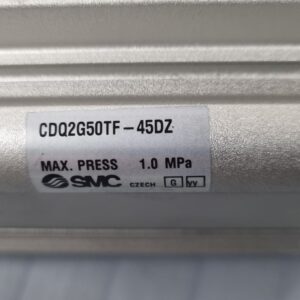 CDQ2G50TF-45DZ
MAX. PRESS 1.0 MPa
SMC CZECH G VV